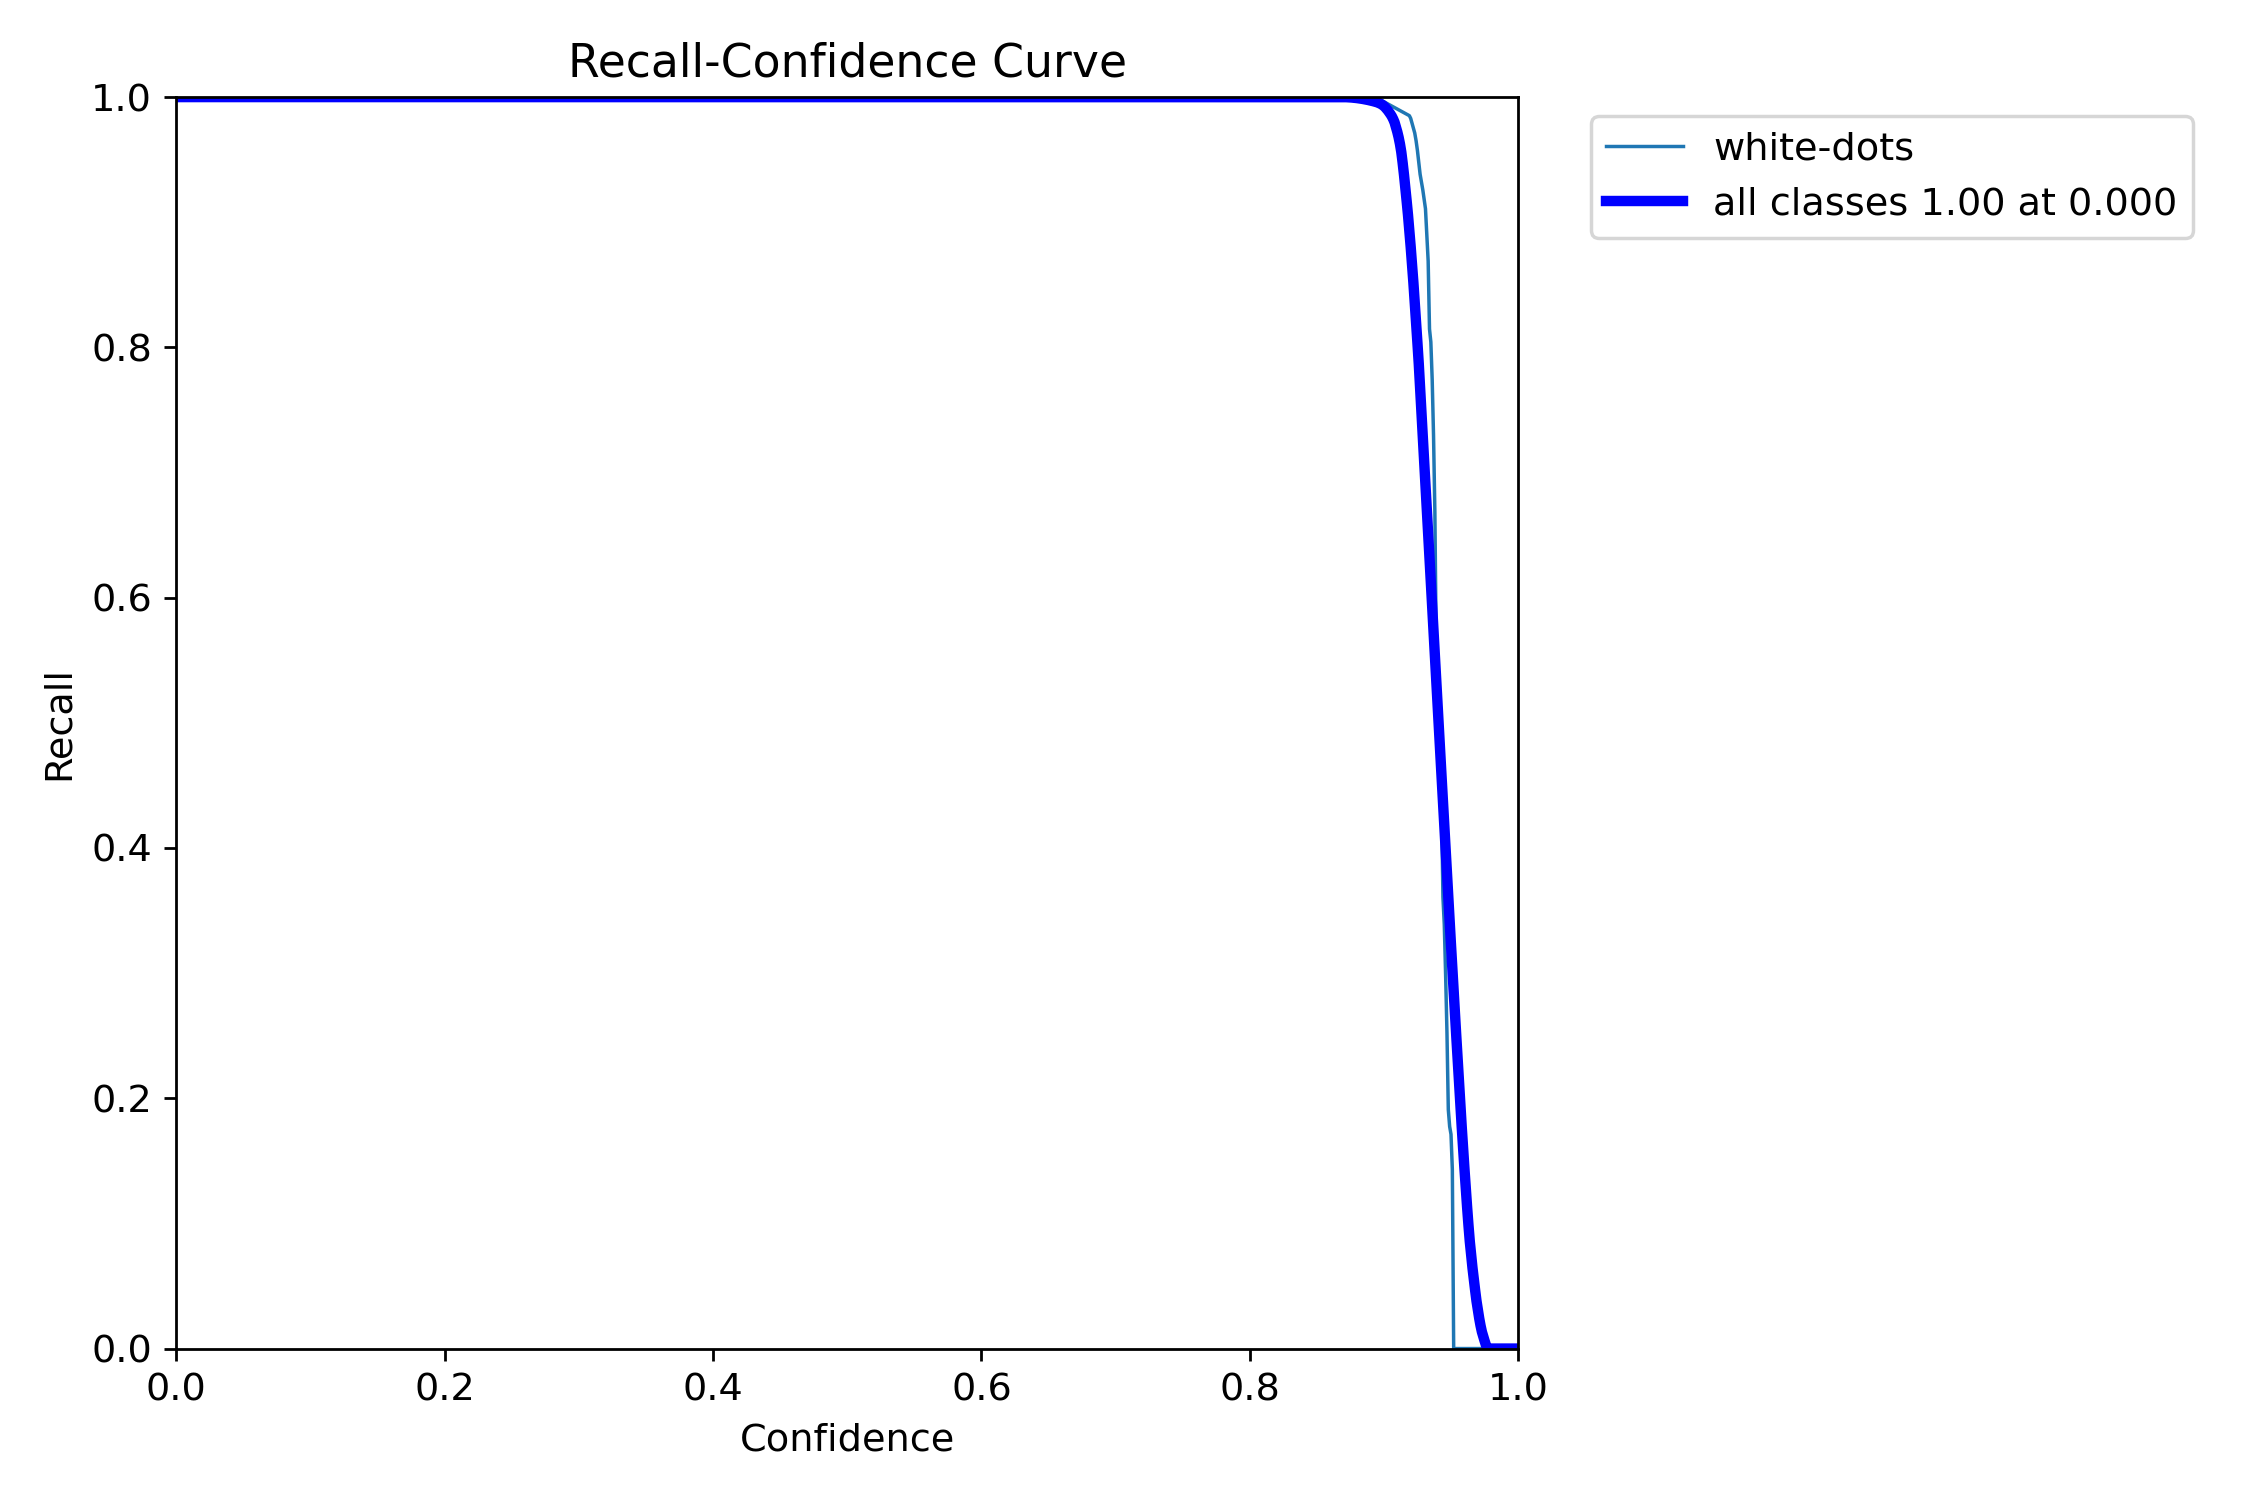 Recall-Confidence Curve
1.0
0.8
0.6
0.4
0.2
0.0
Recall
0.0 0.2 0.4 0.6 0.8 1.0
Confidence
white-dots
all classes 1.00 at 0.000